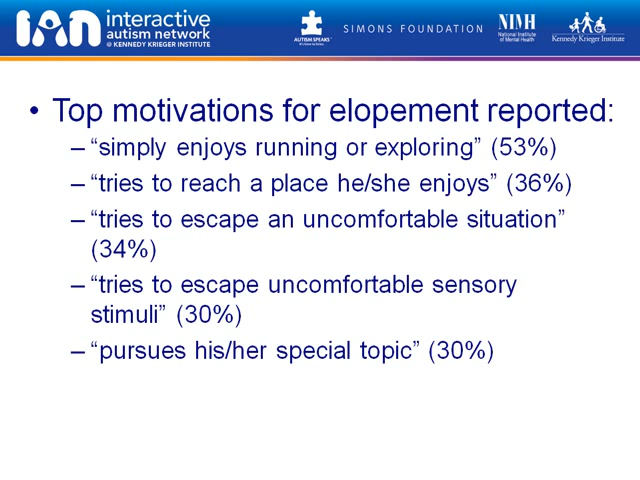 IAN interactive
autism network
@ KENNEDY KRIEGER INSTITUTE
AUTISM SPEAKS
SIMONS FOUNDATION
NIMH
National Institute
of Mental Health
Kennedy Krieger Institute
• Top motivations for elopement reported:
– “simply enjoys running or exploring” (53%)
– “tries to reach a place he/she enjoys” (36%)
– “tries to escape an uncomfortable situation”
(34%)
– “tries to escape uncomfortable sensory
stimuli” (30%)
– “pursues his/her special topic” (30%)